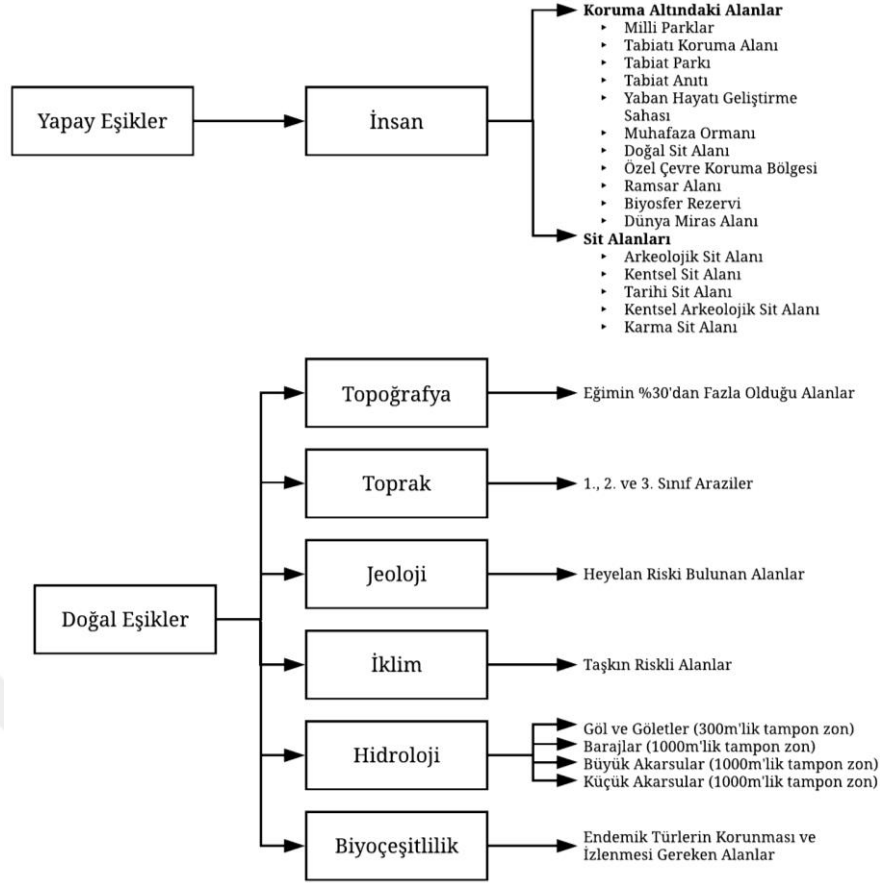 Yapay Eşikler
İnsan
Koruma Altındaki Alanlar
‣ Milli Parklar
‣ Tabiatı Koruma Alanı
‣ Tabiat Parkı
‣ Tabiat Anıtı
‣ Yaban Hayatı Geliştirme
Sahası
‣ Muhafaza Ormanı
‣ Doğal Sit Alanı
‣ Özel Çevre Koruma Bölgesi
‣ Ramsar Alanı
‣ Biyosfer Rezervi
‣ Dünya Miras Alanı
Sit Alanları
‣ Arkeolojik Sit Alanı
‣ Kentsel Sit Alanı
‣ Tarihi Sit Alanı
‣ Kentsel Arkeolojik Sit Alanı
‣ Karma Sit Alanı
Doğal Eşikler
Topoğrafya
Eğimin %30'dan Fazla Olduğu Alanlar
Toprak
1., 2. ve 3. Sınıf Araziler
Jeoloji
Heyelan Riski Bulunan Alanlar
İklim
Taşkın Riskli Alanlar
Hidroloji
Göl ve Göletler (300m'lik tampon zon)
Barajlar (1000m'lik tampon zon)
Büyük Akarsular (1000m'lik tampon zon)
Küçük Akarsular (1000m'lik tampon zon)
Biyoçeşitlilik
Endemik Türlerin Korunması ve
İzlenmesi Gereken Alanlar